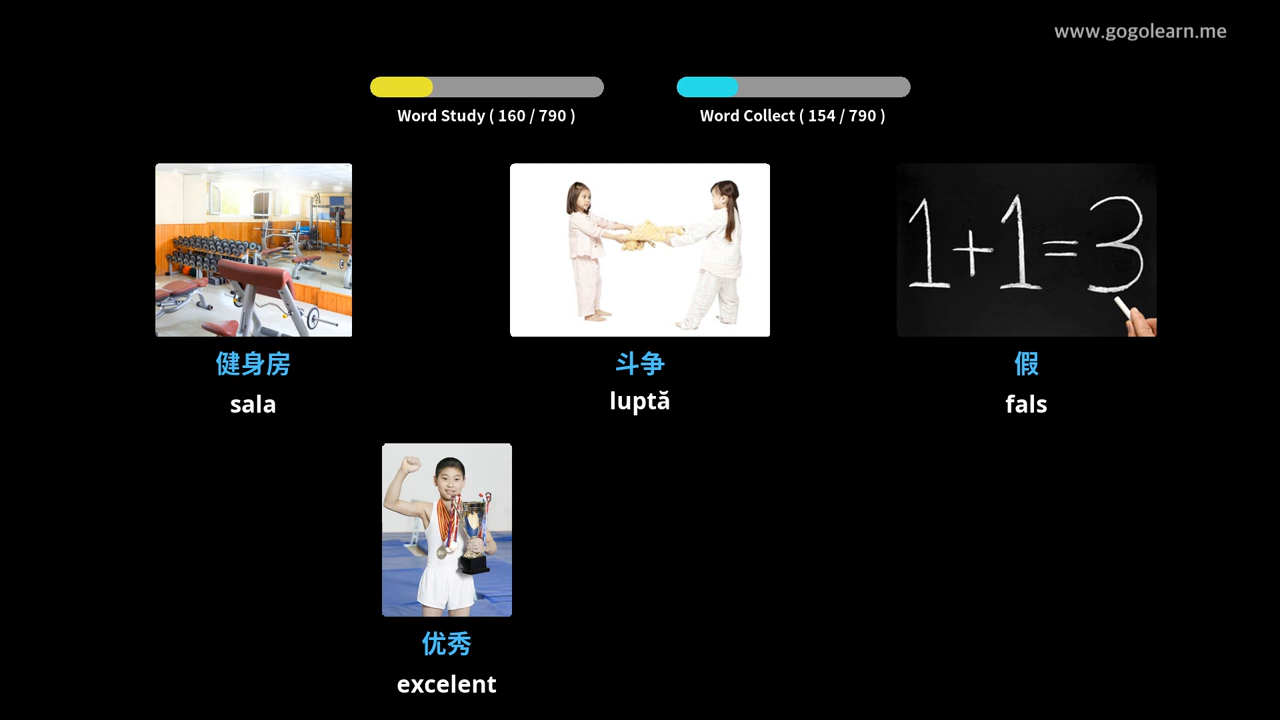 www.gogolearn.me
Word Study ( 160 / 790 )
Word Collect ( 154 / 790 )
1+1=3
健身房
斗争
假
sala
luptă
fals
优秀
excelent